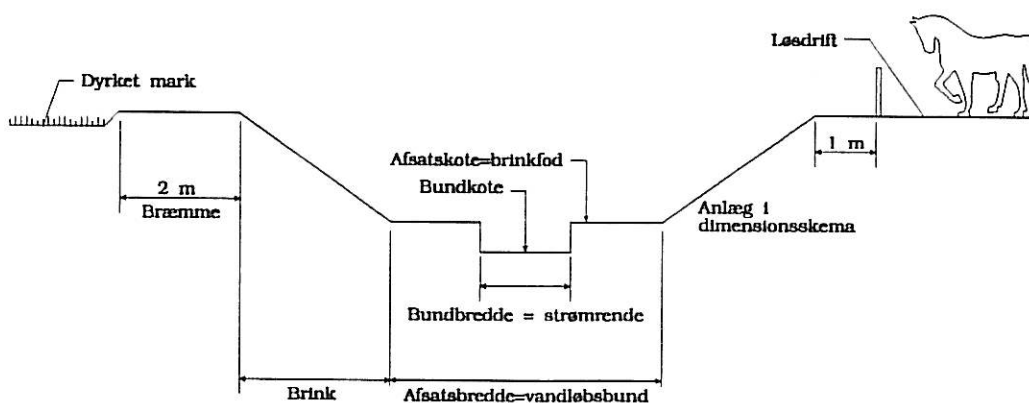 Løsdrift
Dyrket mark
1 m
Afsatskote=brinkfod
Bundkote
2 m
Bræmme
Anlæg i
dimensionsskema
Bundbredde = strømrende
Brink
Afsatsbredde=vandløbsbund